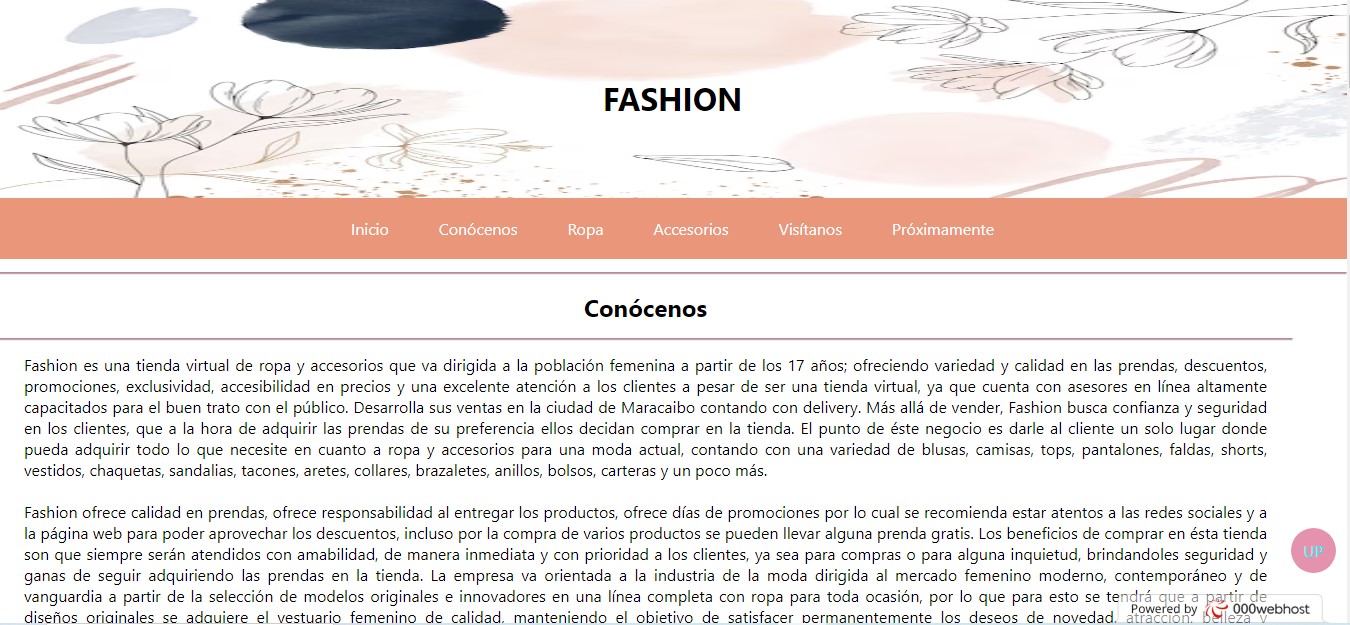 FASHION
Inicio Conócenos Ropa Accesorios Visítanos Próximamente
Conócenos
Fashion es una tienda virtual de ropa y accesorios que va dirigida a la población femenina a partir de los 17 años; ofreciendo variedad y calidad en las prendas, descuentos,
promociones, exclusividad, accesibilidad en precios y una excelente atención a los clientes a pesar de ser una tienda virtual, ya que cuenta con asesores en línea altamente
capacitados para el buen trato con el público. Desarrolla sus ventas en la ciudad de Maracaibo contando con delivery. Más allá de vender, Fashion busca confianza y seguridad
en los clientes, que a la hora de adquirir las prendas de su preferencia ellos decidan comprar en la tienda. El punto de éste negocio es darle al cliente un solo lugar donde
pueda adquirir todo lo que necesite en cuanto a ropa y accesorios para una moda actual, contando con una variedad de blusas, camisas, tops, pantalones, faldas, shorts,
vestidos, chaquetas, sandalias, tacones, aretes, collares, brazaletes, anillos, bolsos, carteras y un poco más.
Fashion ofrece calidad en prendas, ofrece responsabilidad al entregar los productos, ofrece días de promociones por lo cual se recomienda estar atentos a las redes sociales y a
la página web para poder aprovechar los descuentos, incluso por la compra de varios productos se pueden llevar alguna prenda gratis. Los beneficios de comprar en ésta tienda
son que siempre serán atendidos con amabilidad, de manera inmediata y con prioridad a los clientes, ya sea para compras o para alguna inquietud, brindandoles seguridad y
ganas de seguir adquiriendo las prendas en la tienda. La empresa va orientada a la industria de la moda dirigida al mercado femenino moderno, contemporáneo y de
vanguardia a partir de la selección de modelos originales e innovadores en una línea completa con ropa para toda ocasión, por lo que para esto se tendrá que a partir de
diseños originales se adquiere el vestuario femenino de calidad, manteniendo el objetivo de satisfacer permanentemente los deseos de novedad, atracción, belleza y
UP
Powered by 000webhost